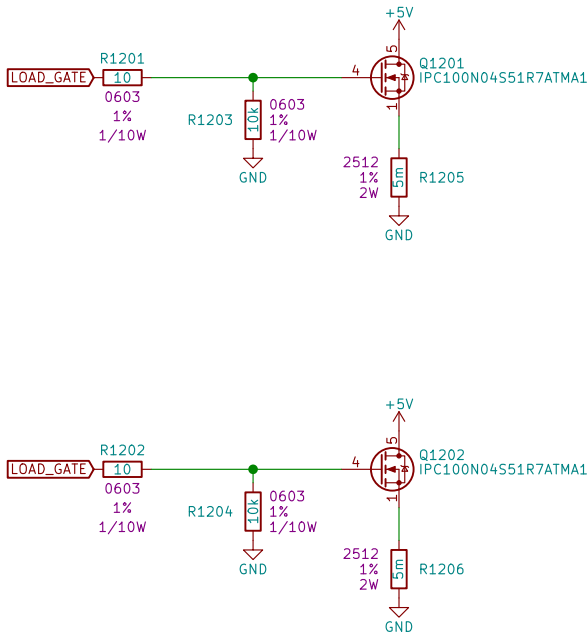 +5V
R1201
LOAD_GATE
10
0603
1%
1/10W
R1203
10k
0603
1%
1/10W
GND
4
5
1
Q1201
IPC100N04S51R7ATMA1
2512
1%
2W
5m
R1205
GND
+5V
R1202
LOAD_GATE
10
0603
1%
1/10W
R1204
10k
0603
1%
1/10W
GND
4
5
1
Q1202
IPC100N04S51R7ATMA1
2512
1%
2W
5m
R1206
GND